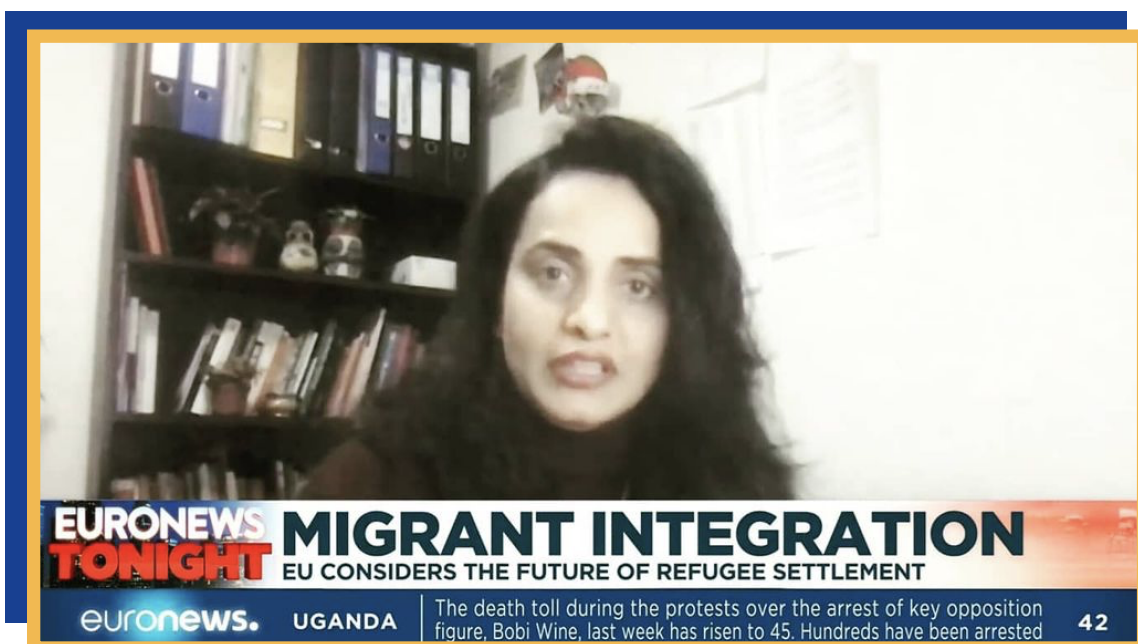 EURONEWS
TONIGHT
MIGRANT INTEGRATION
EU CONSIDERS THE FUTURE OF REFUGEE SETTLEMENT
euronews.
UGANDA
The death toll during the protests over the arrest of key opposition
figure, Bobi Wine, last week has risen to 45. Hundreds have been arrested
42